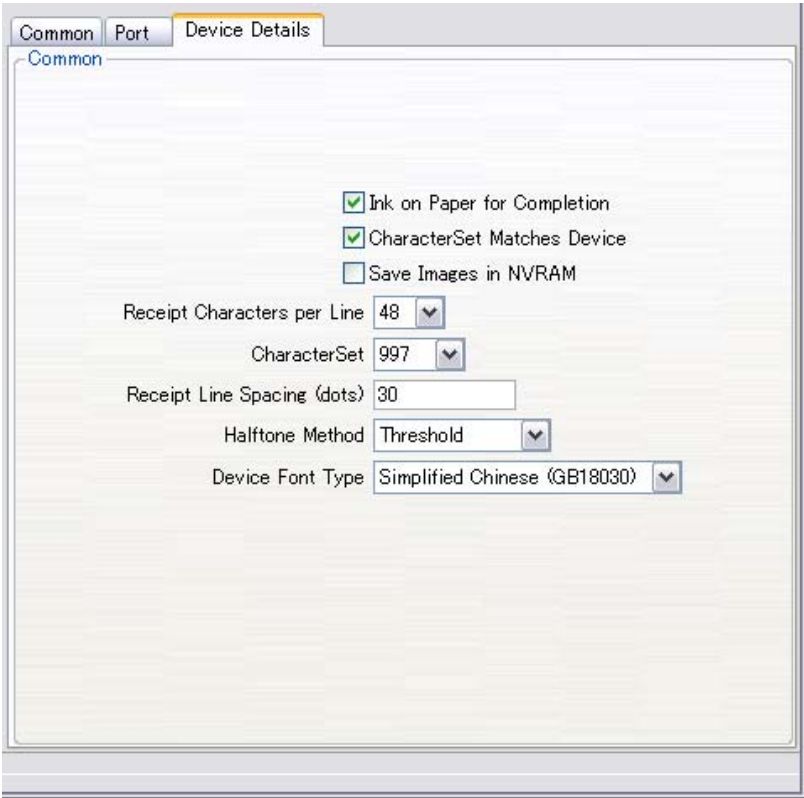 Common Port Device Details
Common
Ink on Paper for Completion
CharacterSet Matches Device
Save Images in NVRAM
Receipt Characters per Line 48
CharacterSet 997
Receipt Line Spacing (dots) 30
Halftone Method Threshold
Device Font Type Simplified Chinese (GB18030)